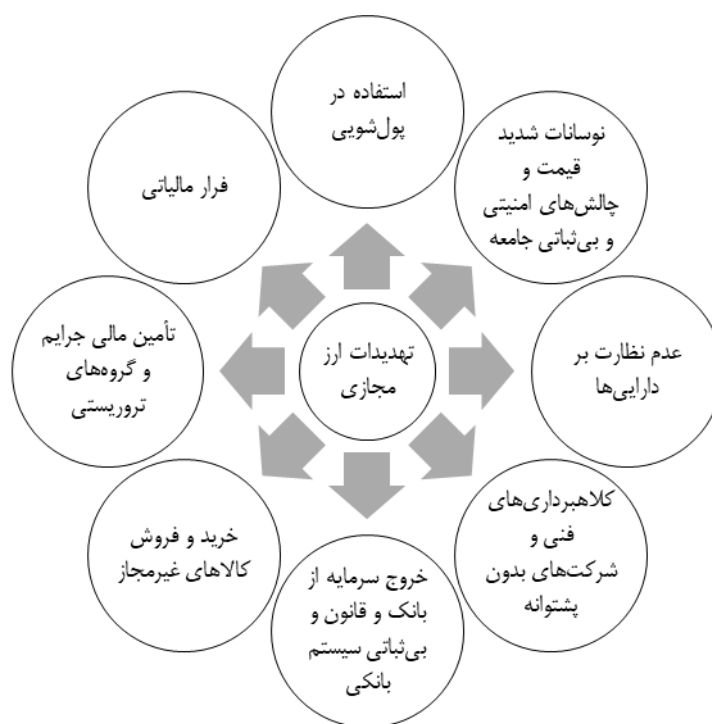 استفاده در
پول‌شویی
نوسانات شدید
قیمت و
چالش‌های امنیتی
و بی‌ثباتی جامعه
عدم نظارت بر
دارایی‌ها
کلاهبرداری‌های
فنی و
شرکت‌های بدون
پشتوانه
خروج سرمایه از
بانک و قانون و
بی‌ثباتی سیستم
بانکی
خرید و فروش
کالاهای غیرمجاز
تأمین مالی جرایم
و گروه‌های
تروریستی
فرار مالیاتی
تهدیدات ارز
مجازی